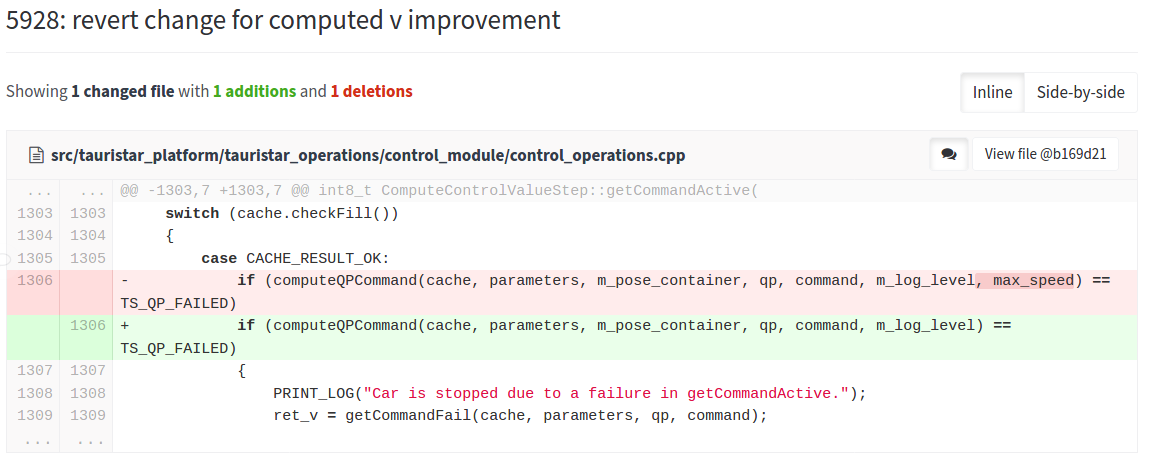 5928: revert change for computed v improvement
Showing 1 changed file with 1 additions and 1 deletions
Inline Side-by-side
src/tauristar_platform/tauristar_operations/control_module/control_operations.cpp
View file @b169d21
... ... @@ -1303,7 +1303,7 @@ int8_t ComputeControlValueStep::getCommandActive(
1303 1303 switch (cache.checkFill())
1304 1304 {
1305 1305 case CACHE_RESULT_OK:
1306 - if (computeQPCommand(cache, parameters, m_pose_container, qp, command, m_log_level, max_speed) ==
TS_QP_FAILED)
1306 + if (computeQPCommand(cache, parameters, m_pose_container, qp, command, m_log_level) ==
TS_QP_FAILED)
1307 1307 {
1308 1308 PRINT_LOG("Car is stopped due to a failure in getCommandActive.");
1309 1309 ret_v = getCommandFail(cache, parameters, qp, command);
... ...